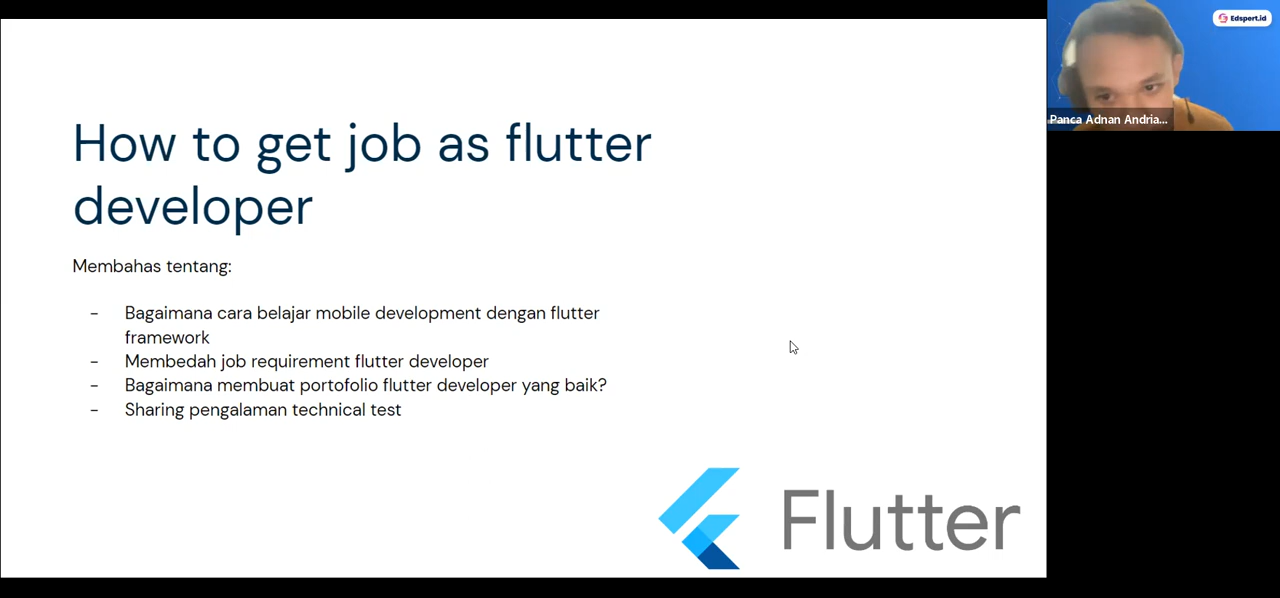 How to get job as flutter
developer
Membahas tentang:
- Bagaimana cara belajar mobile development dengan flutter
framework
- Membedah job requirement flutter developer
- Bagaimana membuat portofolio flutter developer yang baik?
- Sharing pengalaman technical test
Flutter
Edspert.id
Panca Adnan Andria...